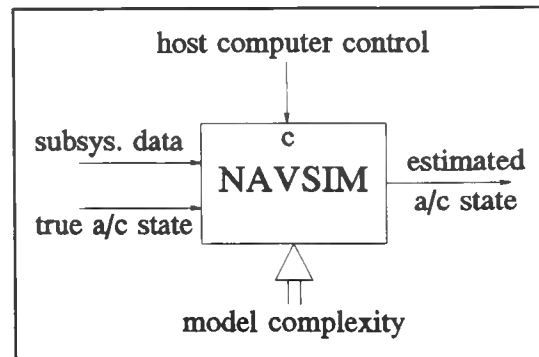 host computer control
c
subsys. data
NAVSIM
estimated
true a/c state
a/c state
model complexity